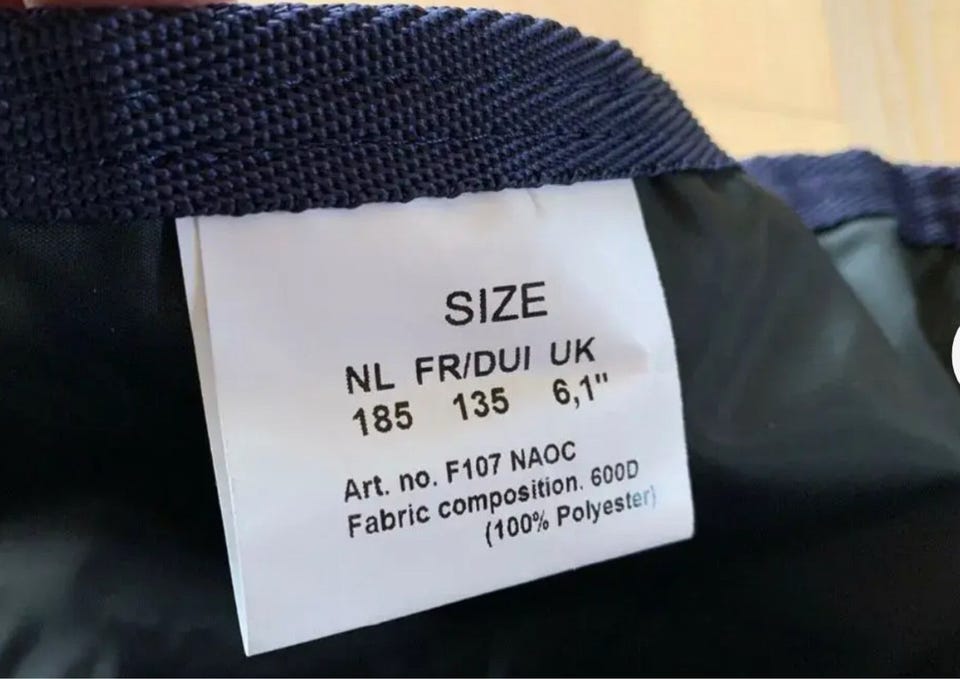 SIZE
NL FR/DUI UK
185 135 6,1"
Art. no. F107 NAOC
Fabric composition. 600D
(100% Polyester)